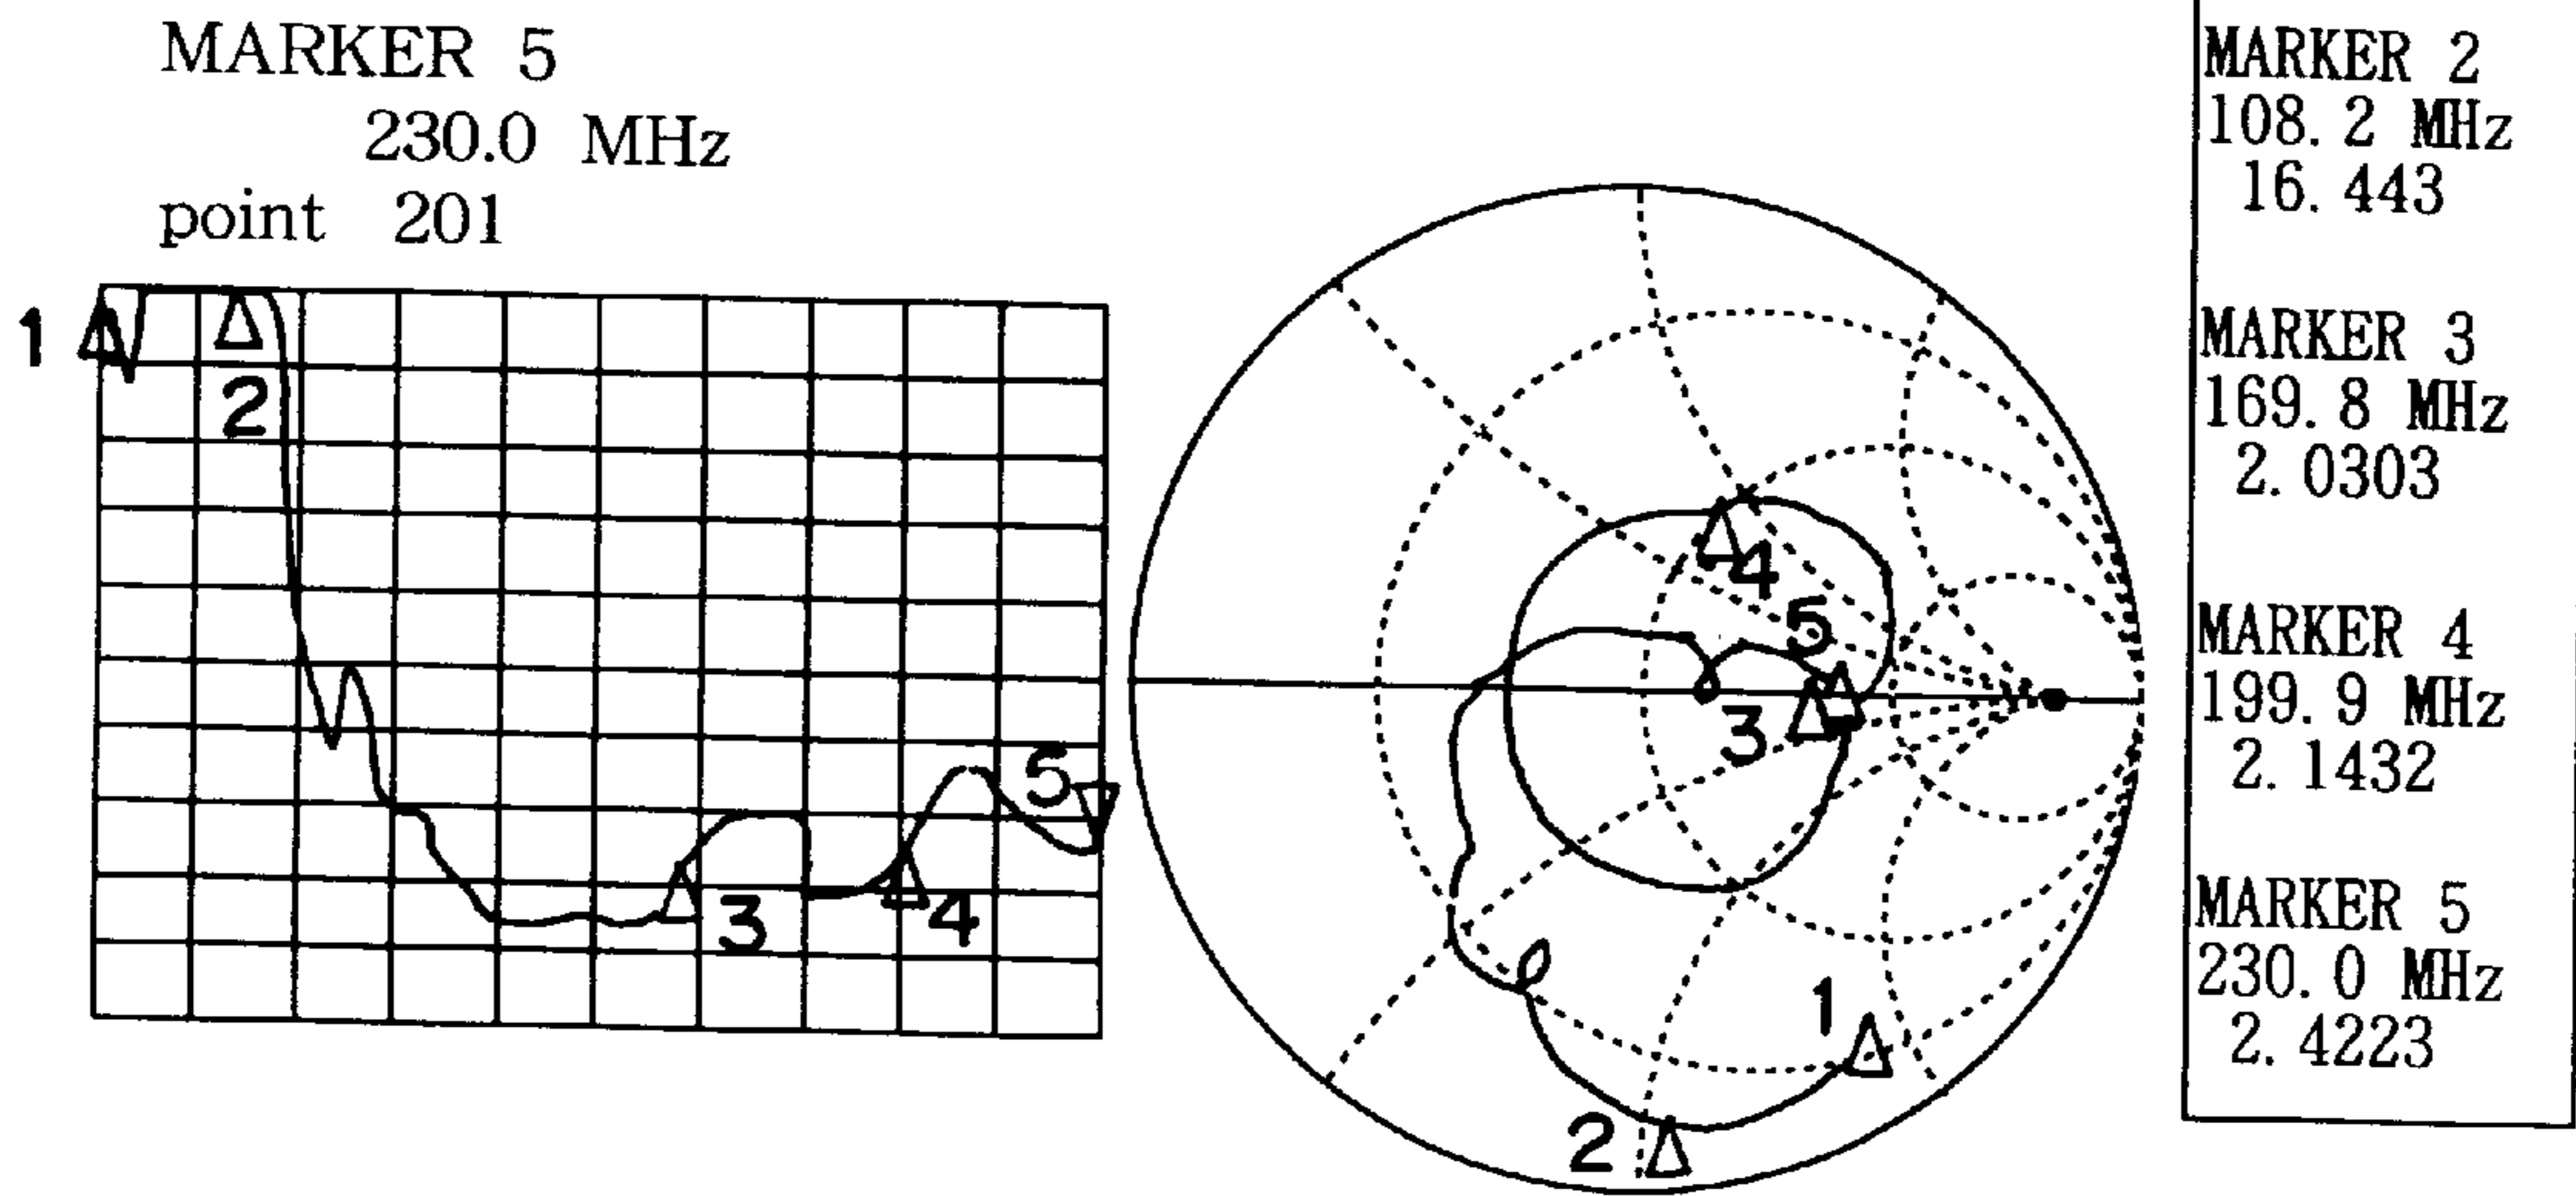 MARKER 5
230.0 MHz
point 201
1
2
3
4
5
1
2
3
4
5
MARKER 2
108.2 MHz
16.443
MARKER 3
169.8 MHz
2.0303
MARKER 4
199.9 MHz
2.1432
MARKER 5
230.0 MHz
2.4223